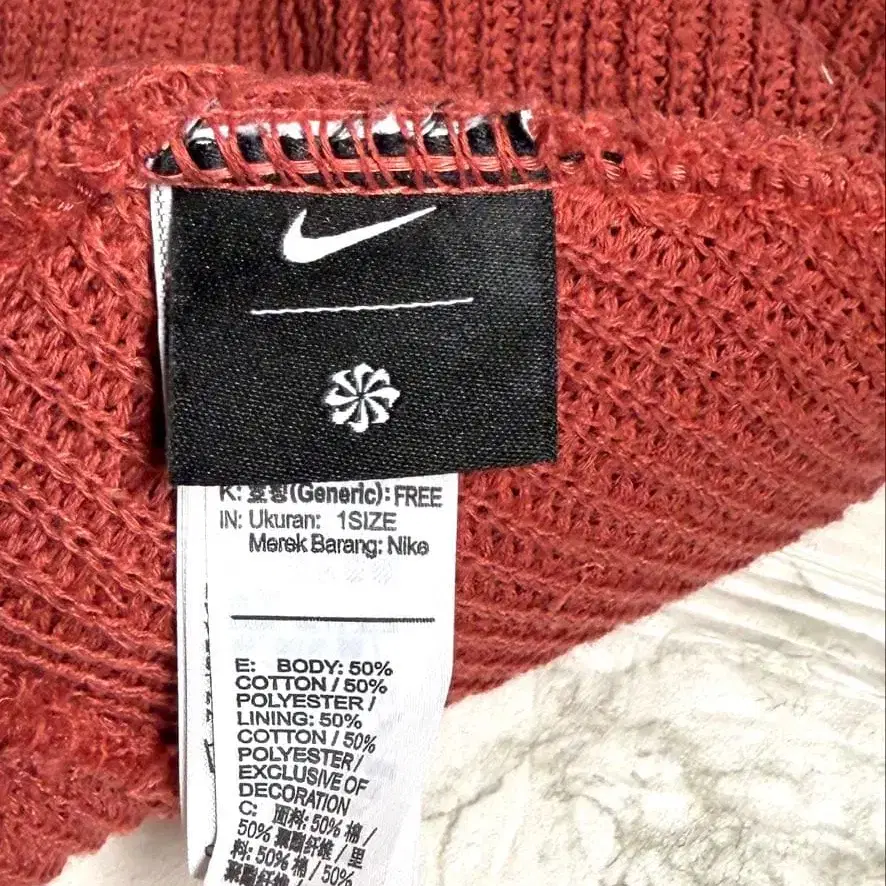 K: 호칭(Generic): FREE
IN: Ukuran: 1SIZE
Merek Barang: Nike
E: BODY: 50%
COTTON / 50%
POLYESTER /
LINING: 50%
COTTON / 50%
POLYESTER /
EXCLUSIVE OF
DECORATION
C: 面料: 50% 棉 /
50% 聚酯纤维 / 里
料: 50% 棉 / 50%
聚酯纤维